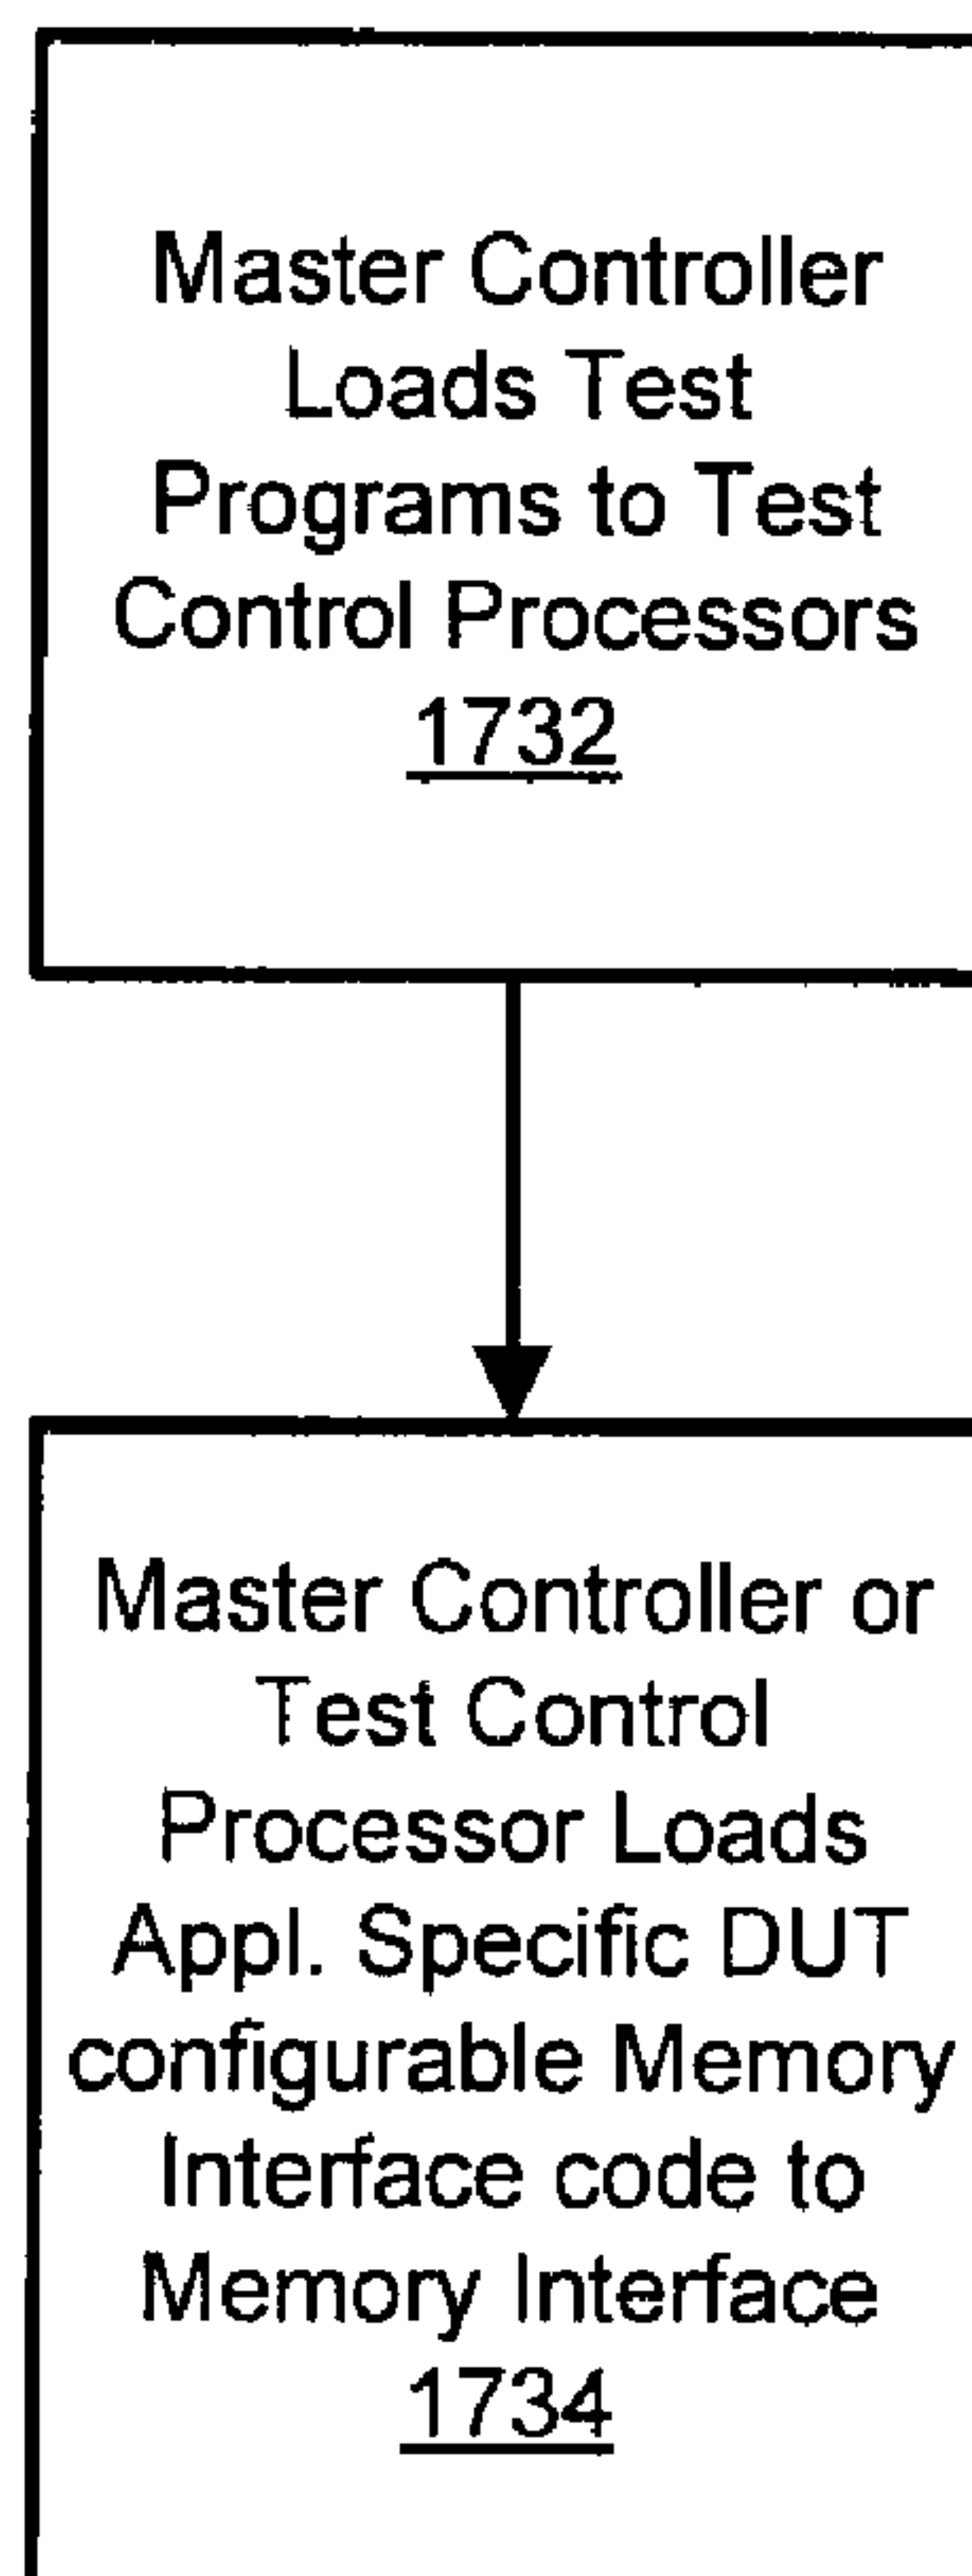 Master Controller
Loads Test
Programs to Test
Control Processors
1732
Master Controller or
Test Control
Processor Loads
Appl. Specific DUT
configurable Memory
Interface code to
Memory Interface
1734